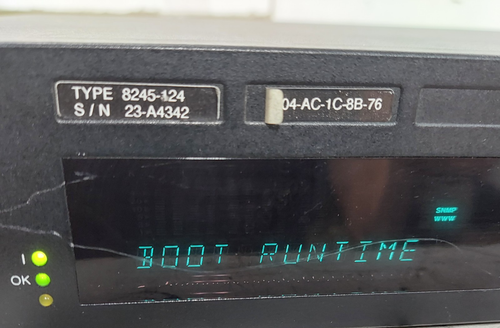 TYPE 8245-124
S/N 23-A4342
04-AC-1C-8B-76
SNMP
WWW
BOOT RUNTIME
I
OK